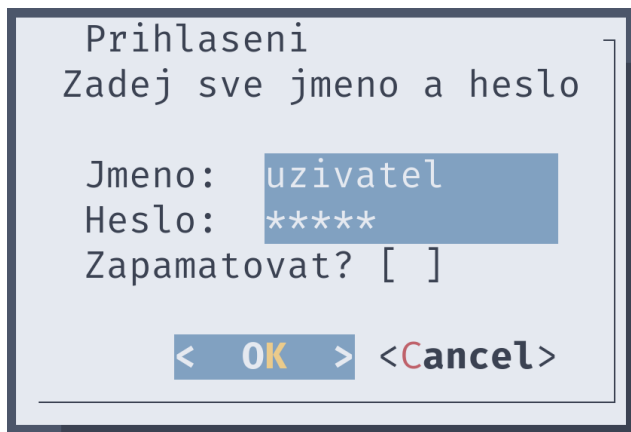 Prihlaseni
Zadej sve jmeno a heslo
Jmeno: uzivatel
Heslo: *****
Zapamatovat? [ ]
< OK > <Cancel>